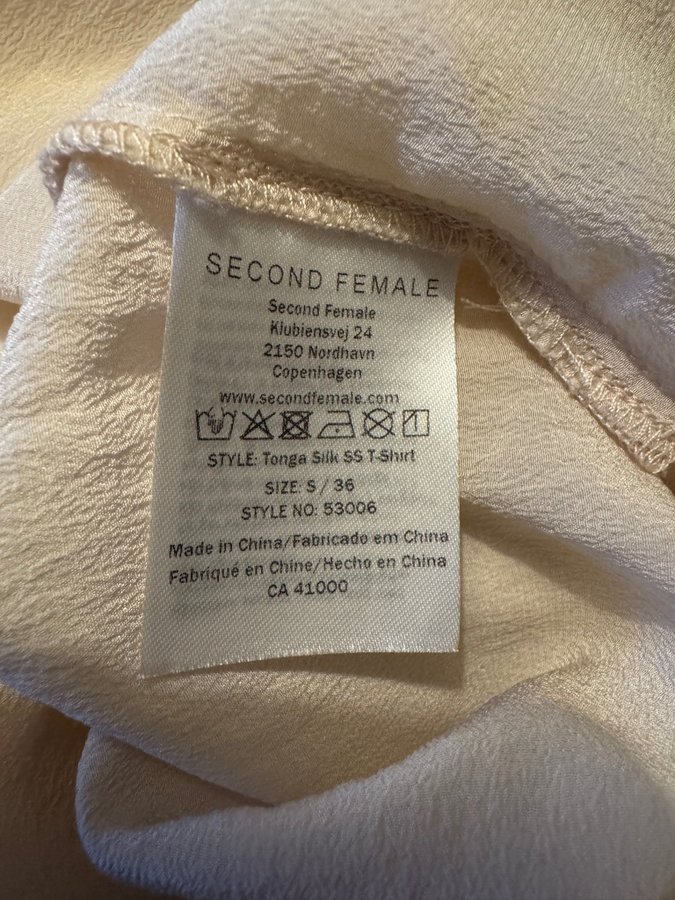 SECOND FEMALE
Second Female
Klubiensvej 24
2150 Nordhavn
Copenhagen
www.secondfemale.com
STYLE: Tonga Silk SS T-Shirt
SIZE: S / 36
STYLE NO: 53006
Made in China/Fabricado em China
Fabriqué en Chine/Hecho en China
CA 41000